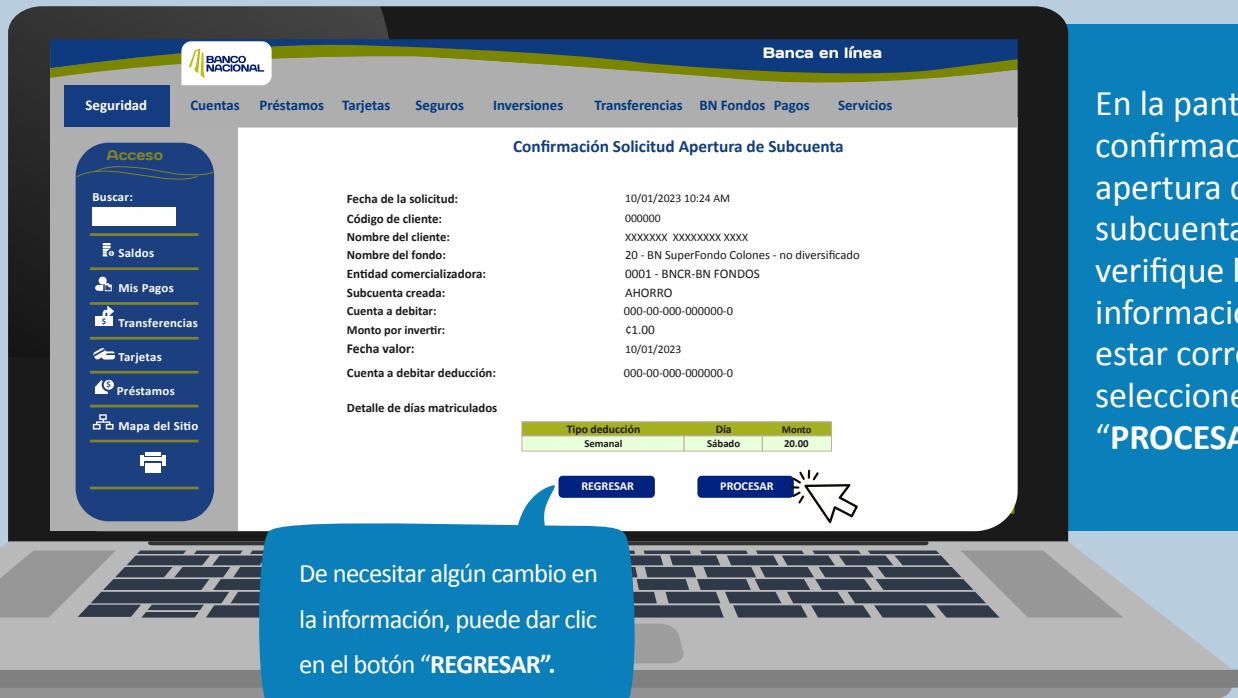 BANCO
NACIONAL
Banca en línea
Seguridad Cuentas Préstamos Tarjetas Seguros Inversiones Transferencias BN Fondos Pagos Servicios
Acceso
Buscar:
Saldos
Mis Pagos
Transferencias
Tarjetas
Préstamos
Mapa del Sitio
Confirmación Solicitud Apertura de Subcuenta
Fecha de la solicitud: 10/01/2023 10:24 AM
Código de cliente: 000000
Nombre del cliente: XXXXXXX XXXXXXXX XXXX
Nombre del fondo: 20 - BN SuperFondo Colones - no diversificado
Entidad comercializadora: 0001 - BNCR-BN FONDOS
Subcuenta creada: AHORRO
Cuenta a debitar: 000-00-000-000000-0
Monto por invertir: ¢1.00
Fecha valor: 10/01/2023
Cuenta a debitar deducción: 000-00-000-000000-0
Detalle de días matriculados
Tipo deducción Día Monto
Semanal Sábado 20.00
REGRESAR PROCESAR
De necesitar algún cambio en
la información, puede dar clic
en el botón “REGRESAR”.
En la
apertura
verifique
estar
“